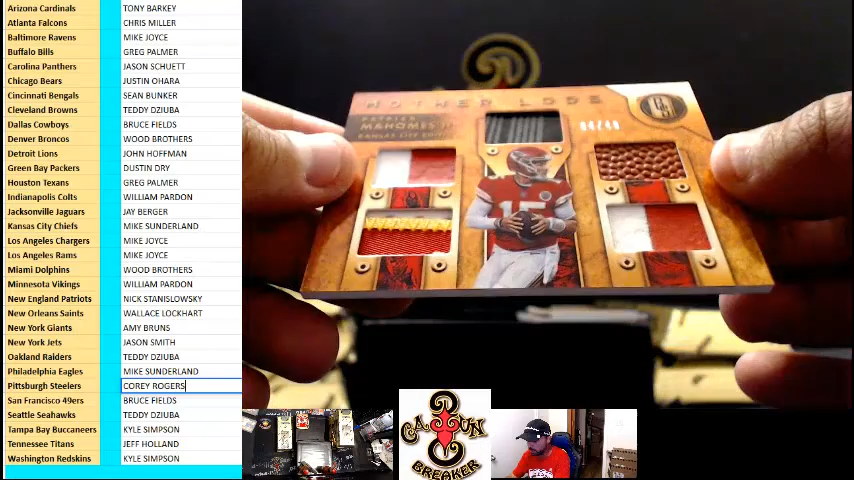 Arizona Cardinals TONY BARKEY
Atlanta Falcons CHRIS MILLER
Baltimore Ravens MIKE JOYCE
Buffalo Bills GREG PALMER
Carolina Panthers JASON SCHUETT
Chicago Bears JUSTIN OHARA
Cincinnati Bengals SEAN BUNKER
Cleveland Browns TEDDY DZIUBA
Dallas Cowboys BRUCE FIELDS
Denver Broncos WOOD BROTHERS
Detroit Lions JOHN HOFFMAN
Green Bay Packers DUSTIN DRY
Houston Texans GREG PALMER
Indianapolis Colts WILLIAM PARDON
Jacksonville Jaguars JAY BERGER
Kansas City Chiefs MIKE SUNDERLAND
Los Angeles Chargers MIKE JOYCE
Los Angeles Rams MIKE JOYCE
Miami Dolphins WOOD BROTHERS
Minnesota Vikings WILLIAM PARDON
New England Patriots NICK STANISLOWSKY
New Orleans Saints WALLACE LOCKHART
New York Giants AMY BRUNS
New York Jets JASON SMITH
Oakland Raiders TEDDY DZIUBA
Philadelphia Eagles MIKE SUNDERLAND
Pittsburgh Steelers COREY ROGERS
San Francisco 49ers BRUCE FIELDS
Seattle Seahawks TEDDY DZIUBA
Tampa Bay Buccaneers KYLE SIMPSON
Tennessee Titans JEFF HOLLAND
Washington Redskins KYLE SIMPSON
MOTHER LODE
PATRICK
MAHOMES
KANSAS CITY
15
CAJUN
BREAKER